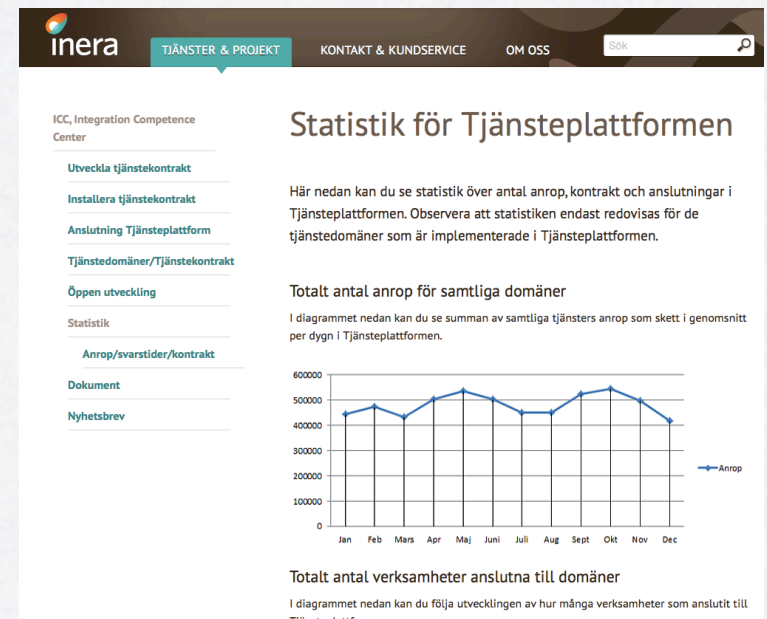 inera
TJÄNSTER & PROJEKT
KONTAKT & KUNDSERVICE
OM OSS
Sök
ICC, Integration Competence
Center
Utveckla tjänstekontrakt
Installera tjänstekontrakt
Anslutning Tjänsteplattform
Tjänstedomäner/Tjänstekontrakt
Öppen utveckling
Statistik
Anrop/svarstider/kontrakt
Dokument
Nyhetsbrev
Statistik för Tjänsteplattformen
Här nedan kan du se statistik över antal anrop, kontrakt och anslutningar i
Tjänsteplattformen. Observera att statistiken endast redovisas för de
tjänstedomäner som är implementerade i Tjänsteplattformen.
Totalt antal anrop för samtliga domäner
I diagrammet nedan kan du se summan av samtliga tjänsters anrop som skett i genomsnitt
per dygn i Tjänsteplattformen.
600000
500000
400000
300000
200000
100000
0
Jan Feb Mars Apr Maj Juni Juli Aug Sept Okt Nov Dec
Anrop
Totalt antal verksamheter anslutna till domäner
I diagrammet nedan kan du följa utvecklingen av hur många verksamheter som anslutit till